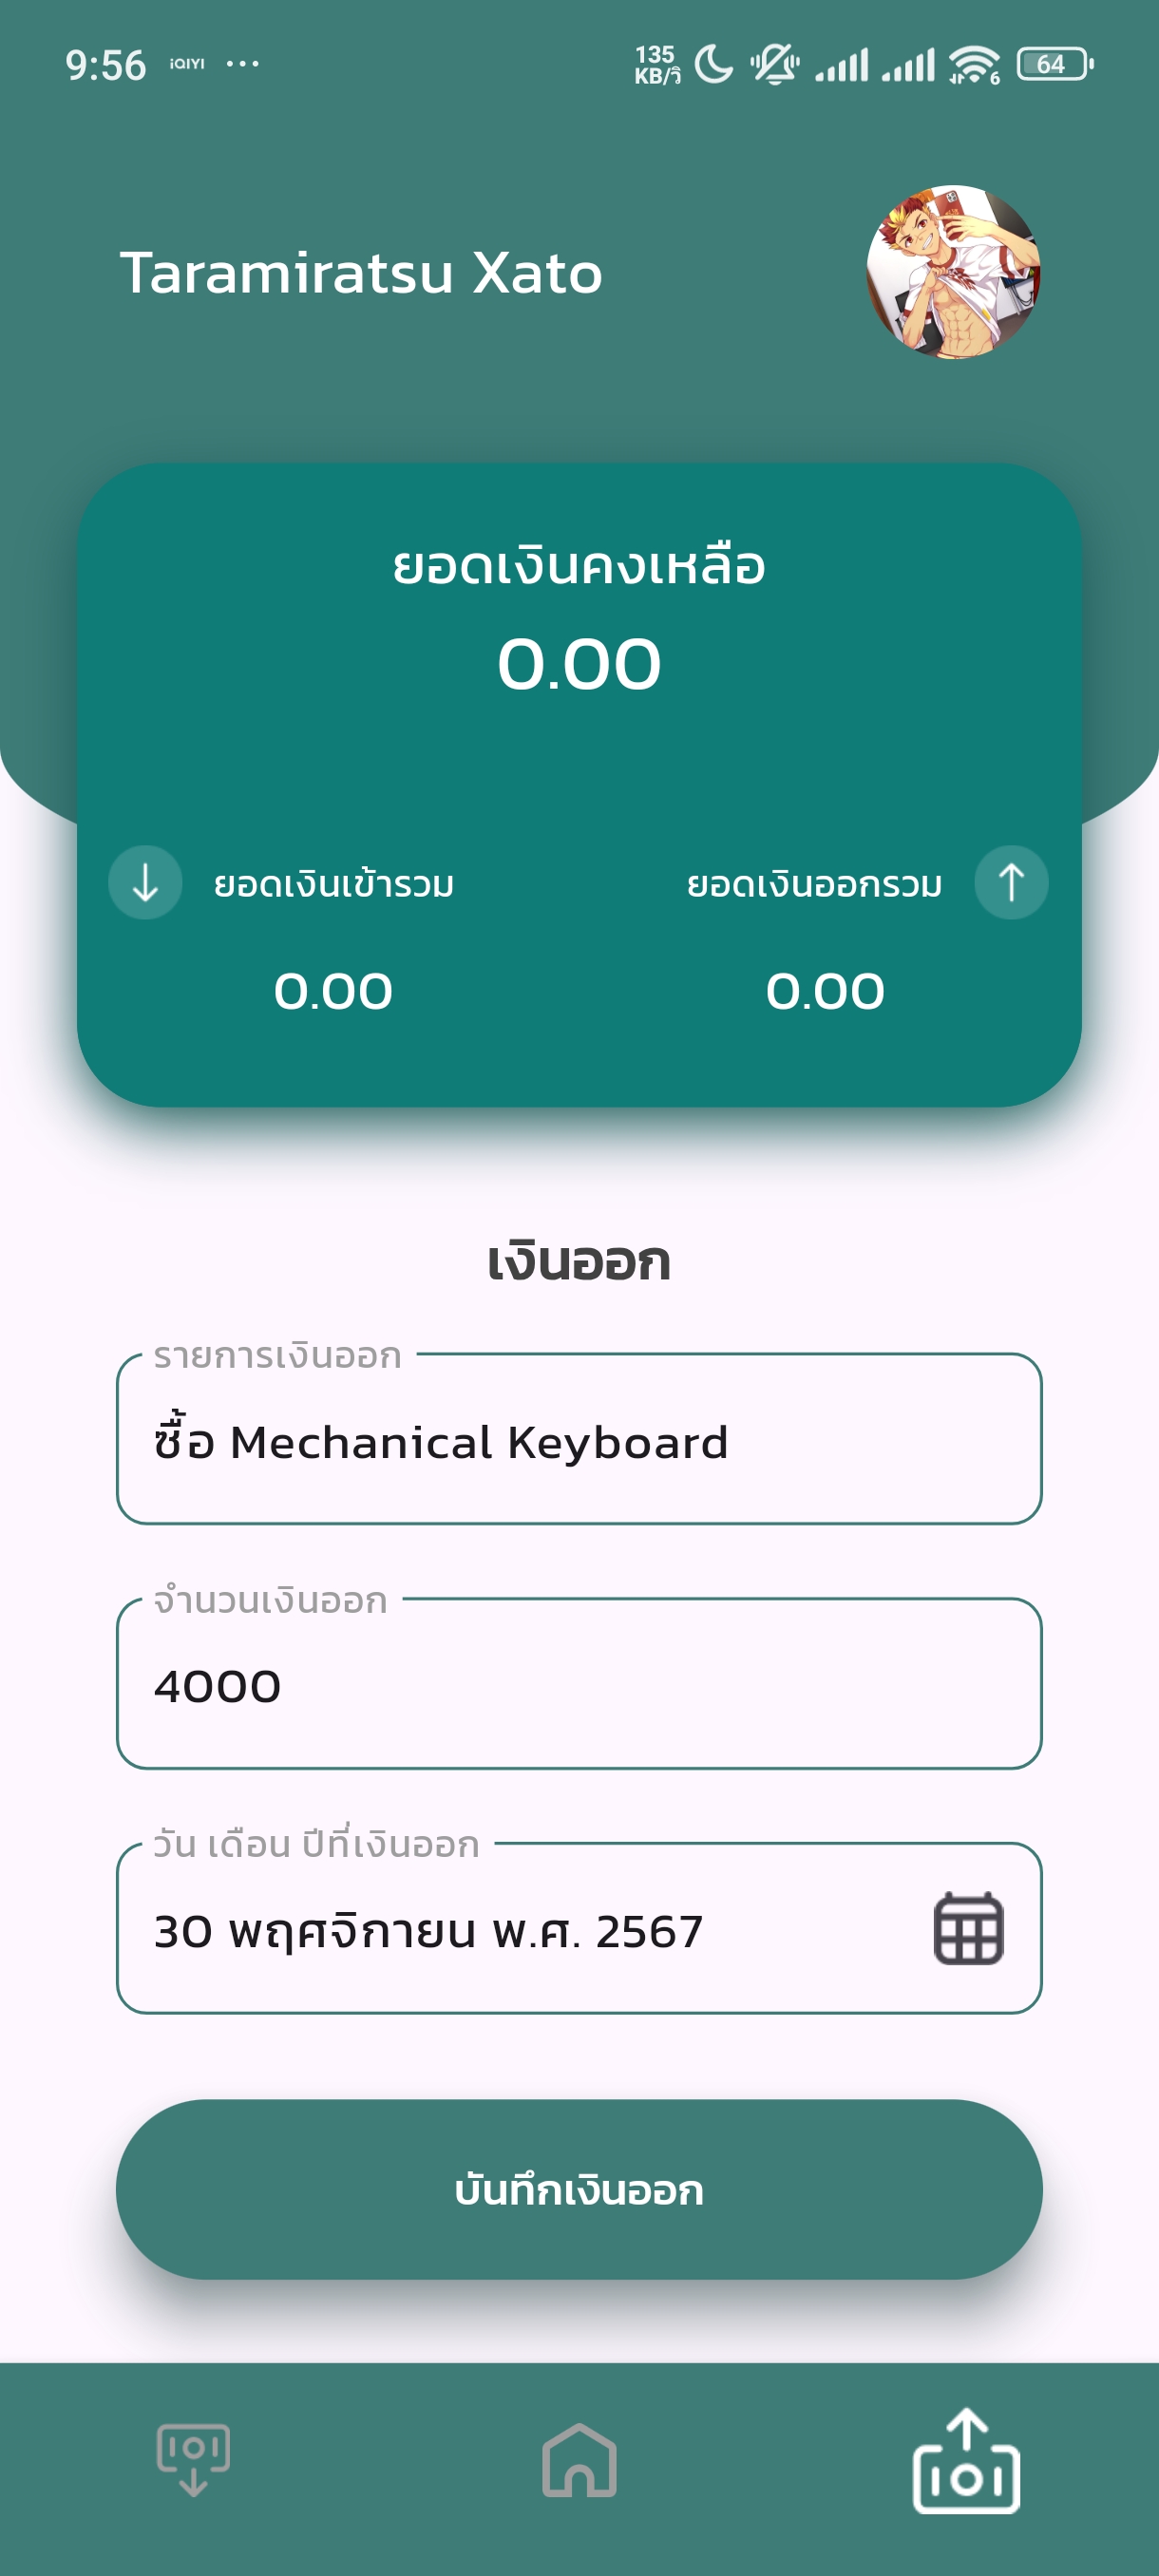 9:56 iQIYI ... 135 KB/วิ 6 64
Taramiratsu Xato
ยอดเงินคงเหลือ
0.00
ยอดเงินเข้ารวม ยอดเงินออกรวม
0.00 0.00
เงินออก
รายการเงินออก
ซื้อ Mechanical Keyboard
จำนวนเงินออก
4000
วัน เดือน ปีที่เงินออก
30 พฤศจิกายน พ.ศ. 2567
บันทึกเงินออก